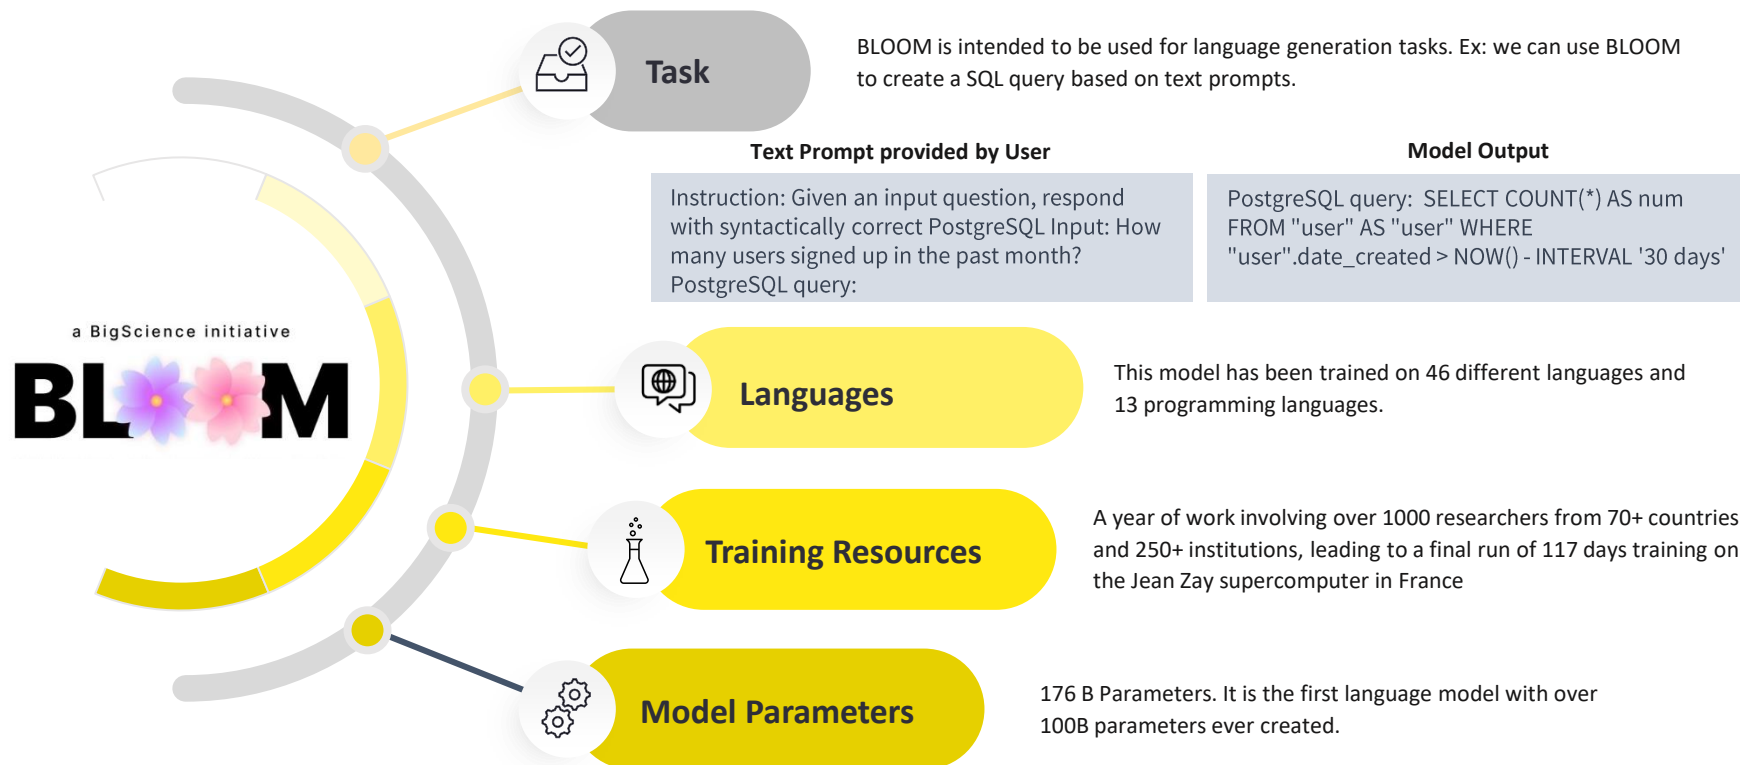 Task
BLOOM is intended to be used for language generation tasks. Ex: we can use BLOOM
to create a SQL query based on text prompts.
Text Prompt provided by User
Instruction: Given an input question, respond
with syntactically correct PostgreSQL Input: How
many users signed up in the past month?
PostgreSQL query:
Model Output
PostgreSQL query:  SELECT COUNT(*) AS num
FROM "user" AS "user" WHERE
"user".date_created > NOW() - INTERVAL '30 days'
a BigScience initiative
BLOOM
Languages
This model has been trained on 46 different languages and
13 programming languages.
Training Resources
A year of work involving over 1000 researchers from 70+ countries
and 250+ institutions, leading to a final run of 117 days training on
the Jean Zay supercomputer in France
Model Parameters
176 B Parameters. It is the first language model with over
100B parameters ever created.